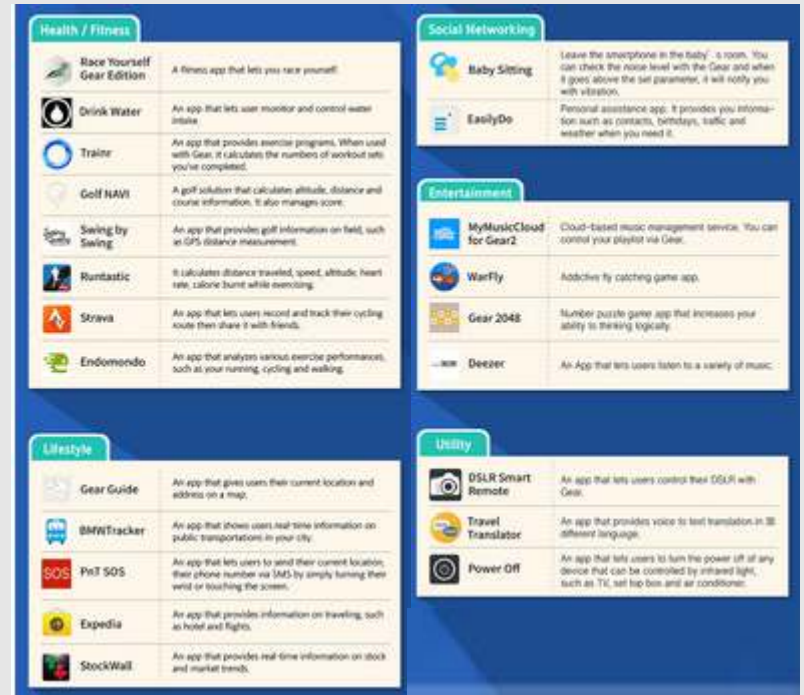 Health / Fitness
Race Yourself
Gear Edition
A fitness app that lets you race yourself.
Drink Water
An app that lets user monitor and control water
intake.
Trainr
An app that provides exercise programs. When used
with Gear, it calculates the numbers of workout sets
you've completed.
Golf NAVI
A golf solution that calculates altitude, distance and
course information. It also manages score.
Swing by
Swing
An app that provides golf information on field, such
as GPS distance measurement.
Runtastic
It calculates distance traveled, speed, altitude, heart
rate, calorie burnt while exercising.
Strava
An app that lets users record and track their cycling
route then share it with friends.
Endomondo
An app that analyzes various exercise performances,
such as your running, cycling and walking.
Lifestyle
Gear Guide
An app that gives users their current location and
address on a map.
BMWTracker
An app that shows users real-time information on
public transportations in your city.
SOS
PnT SOS
An app that lets users to send their current location,
their phone number via SMS by simply turning their
wrist or touching the screen.
Expedia
An app that provides information on traveling, such
as hotel and flights.
StockWall
An app that provides real-time information on stock
and market trends.
Social Networking
Baby Sitting
Leave the smartphone in the baby's room. You
can check the noise level with the Gear and when
it goes above the set parameter, it will notify you
with vibration.
EasilyDo
Personal assistance app. It provides you informa-
tion such as contacts, birthdays, traffic and
weather when you need it.
Entertainment
MyMusicCloud
for Gear2
Cloud-based music management service. You can
control your playlist via Gear.
WarFly
Addictive fly catching game app.
Gear 2048
Number puzzle game app that increases your
ability to thinking logically.
Deezer
An App that lets users listen to a variety of music.
Utility
DSLR Smart
Remote
An app that lets users control their DSLR with
Gear.
Travel
Translator
An app that provides voice to text translation in
different language.
Power Off
An app that lets users to turn the power off of any
device that can be controlled by infrared light,
such as TV, set top box and air conditioner.